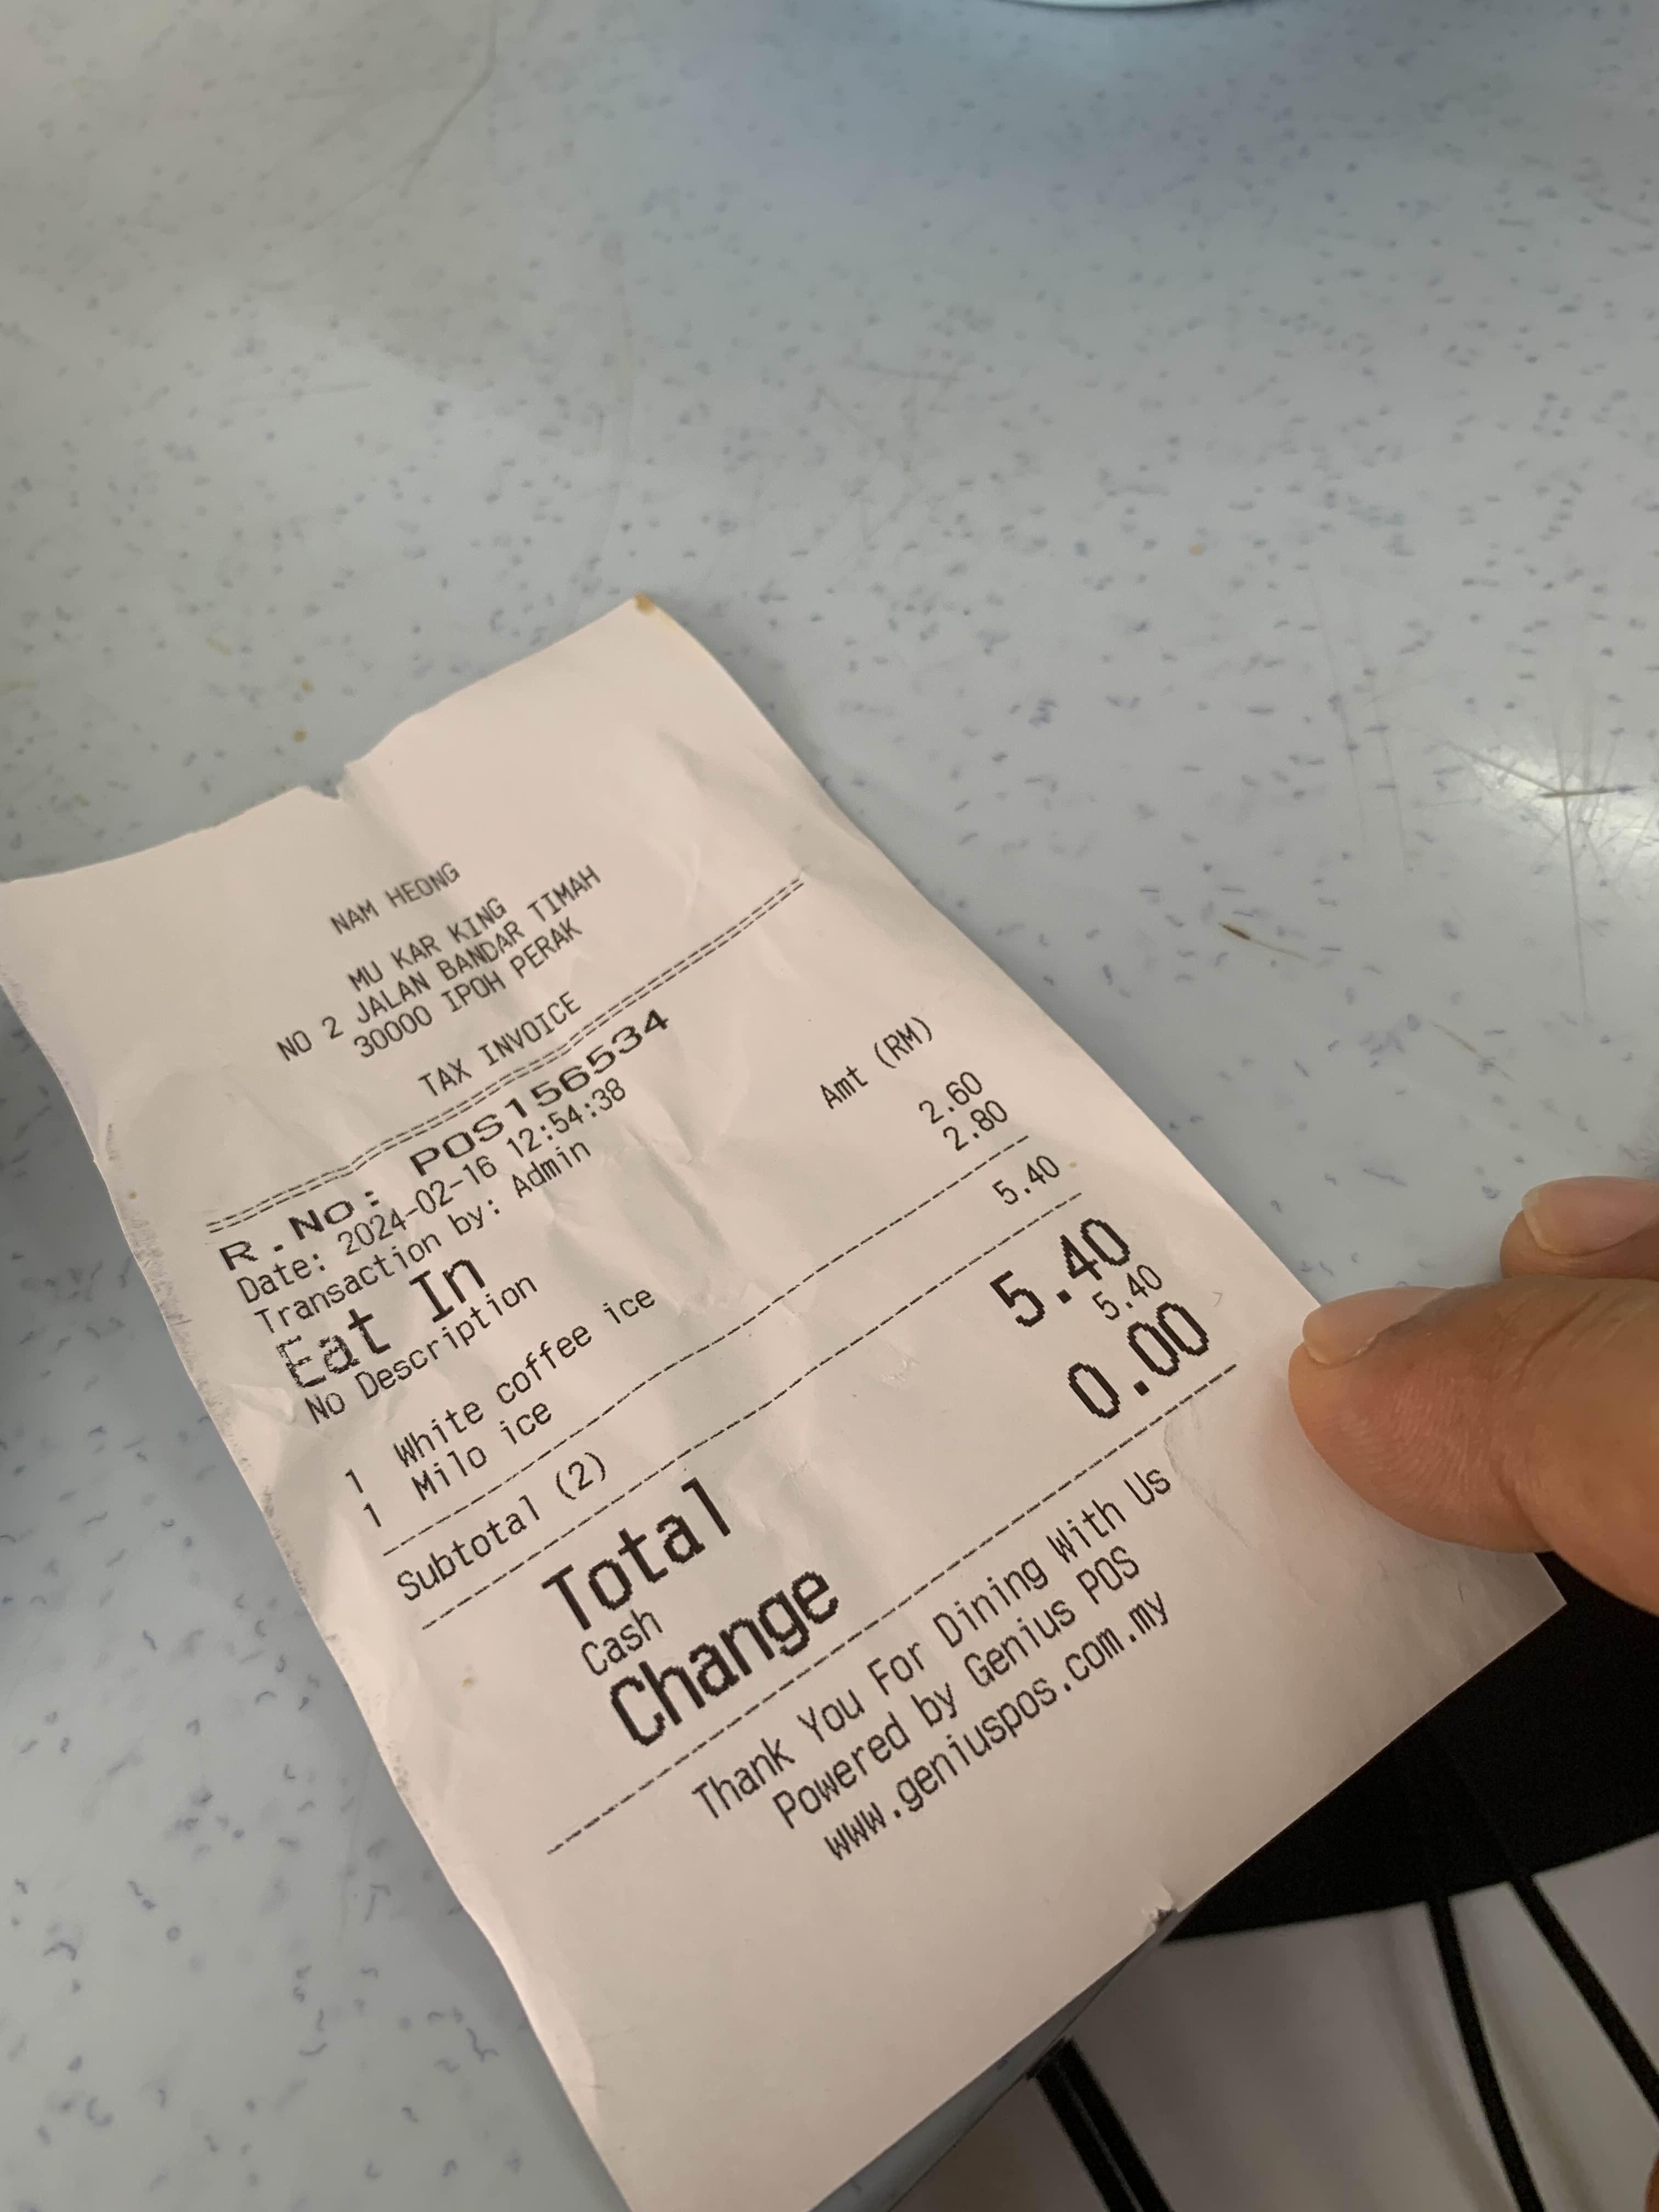 NAM HEONG
MU KAR KING
NO 2 JALAN BANDAR TIMAH
30000 IPOH PERAK
TAX INVOICE
R.No: POS156534
Date: 2024-02-16 12:54:38
Transaction by: Admin
Eat In
No Description
Amt (RM)
1 White coffee ice 2.60
1 Milo ice 2.80
Subtotal (2) 5.40
Total 5.40
Cash 5.40
Change 0.00
Thank You For Dining With Us
Powered by Genius POS
www.geniuspos.com.my